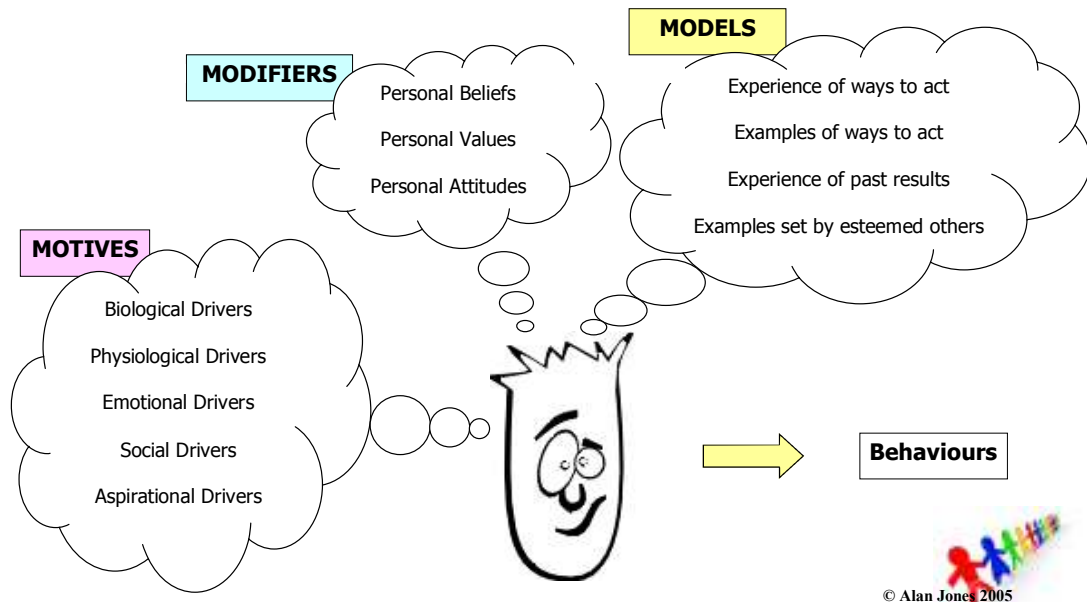 MODELS
Experience of ways to act
Examples of ways to act
Experience of past results
Examples set by esteemed others
MODIFIERS
Personal Beliefs
Personal Values
Personal Attitudes
MOTIVES
Biological Drivers
Physiological Drivers
Emotional Drivers
Social Drivers
Aspirational Drivers
Behaviours
© Alan Jones 2005